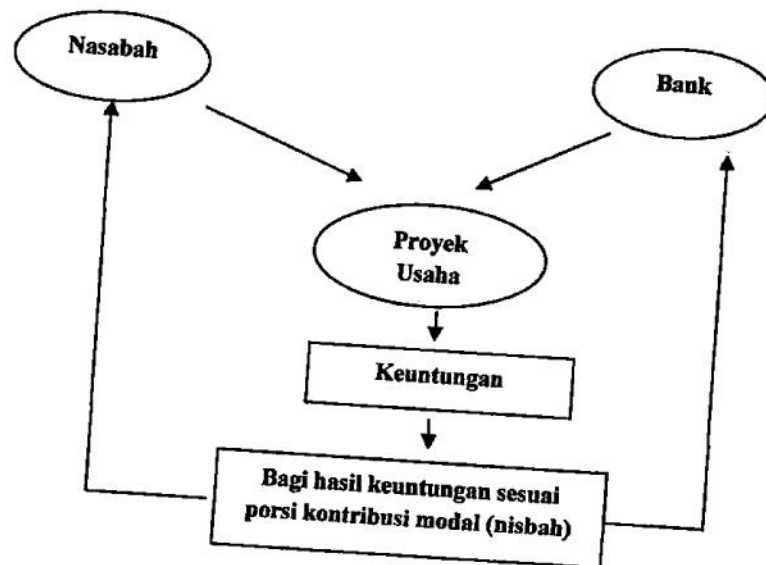 Nasabah
Bank
Proyek
Usaha
Keuntungan
Bagi hasil keuntungan sesuai
porsi kontribusi modal (nisbah)